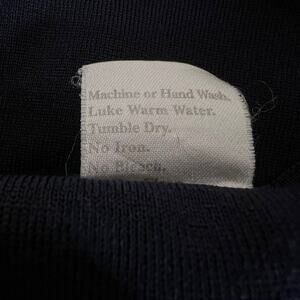 Machine or Hand Wash.
Luke Warm Water.
Tumble Dry.
No Iron.
No Bleach.